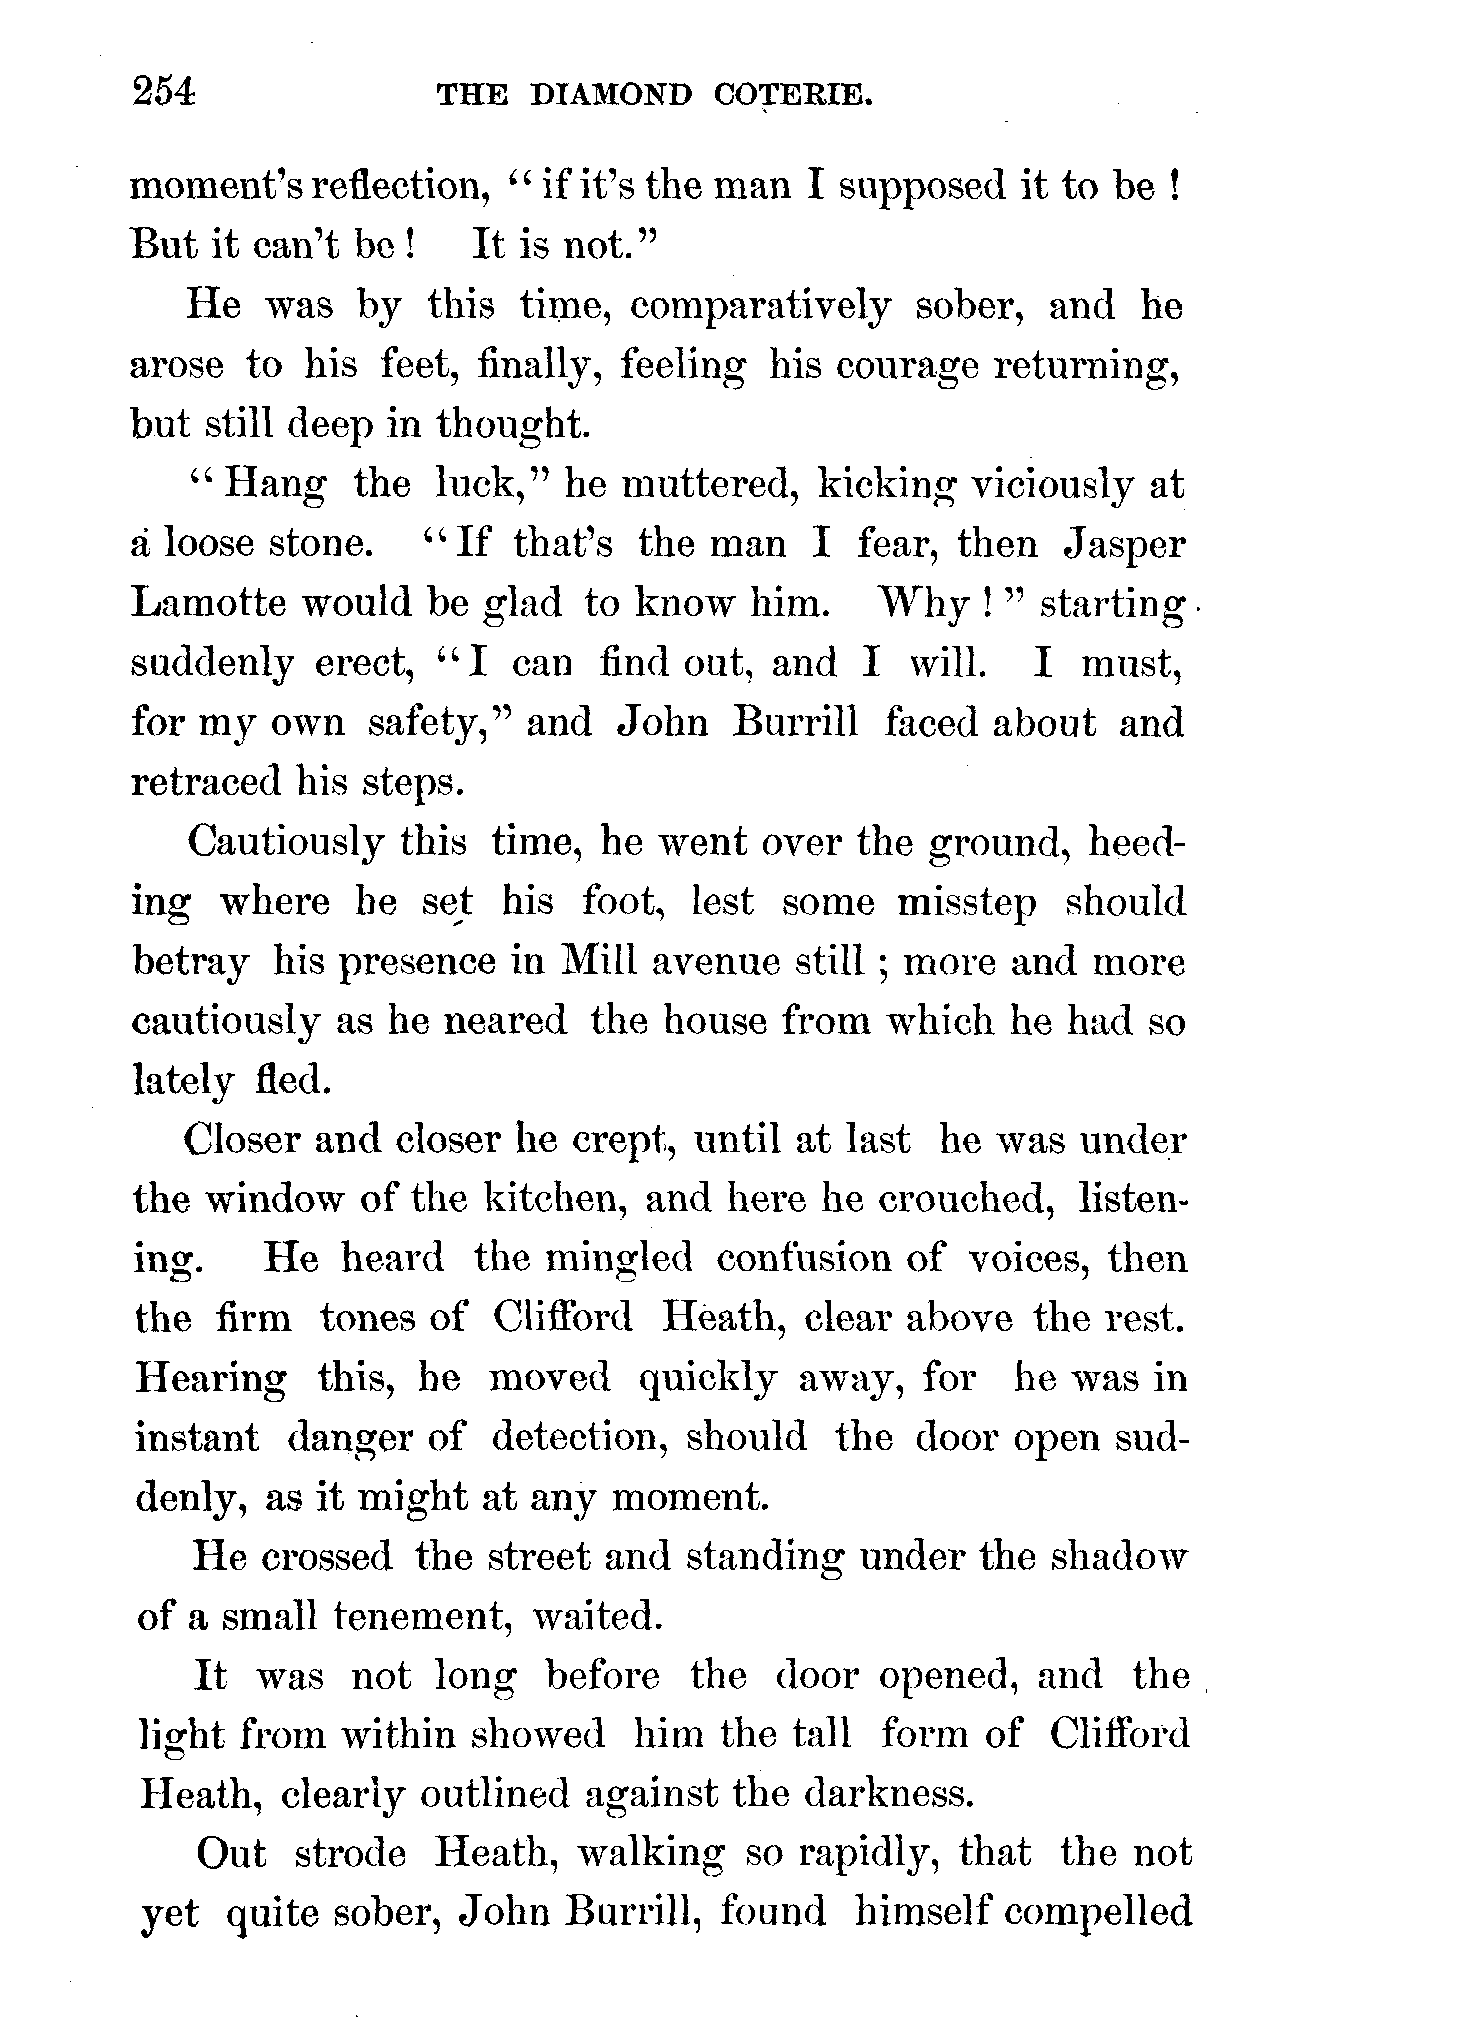 254 THE DIAMOND COTERIE.
moment's reflection, "if it's the man I supposed it to be!
But it can't be! It is not."
He was by this time, comparatively sober, and he
arose to his feet, finally, feeling his courage returning,
but still deep in thought.
"Hang the luck," he muttered, kicking viciously at
a loose stone. "If that's the man I fear, then Jasper
Lamotte would be glad to know him. Why!" starting
suddenly erect, "I can find out, and I will. I must,
for my own safety," and John Burrill faced about and
retraced his steps.
Cautiously this time, he went over the ground, heed-
ing where he set his foot, lest some misstep should
betray his presence in Mill avenue still; more and more
cautiously as he neared the house from which he had so
lately fled.
Closer and closer he crept, until at last he was under
the window of the kitchen, and here he crouched, listen-
ing. He heard the mingled confusion of voices, then
the firm tones of Clifford Heath, clear above the rest.
Hearing this, he moved quickly away, for he was in
instant danger of detection, should the door open sud-
denly, as it might at any moment.
He crossed the street and standing under the shadow
of a small tenement, waited.
It was not long before the door opened, and the
light from within showed him the tall form of Clifford
Heath, clearly outlined against the darkness.
Out strode Heath, walking so rapidly, that the not
yet quite sober, John Burrill, found himself compelled